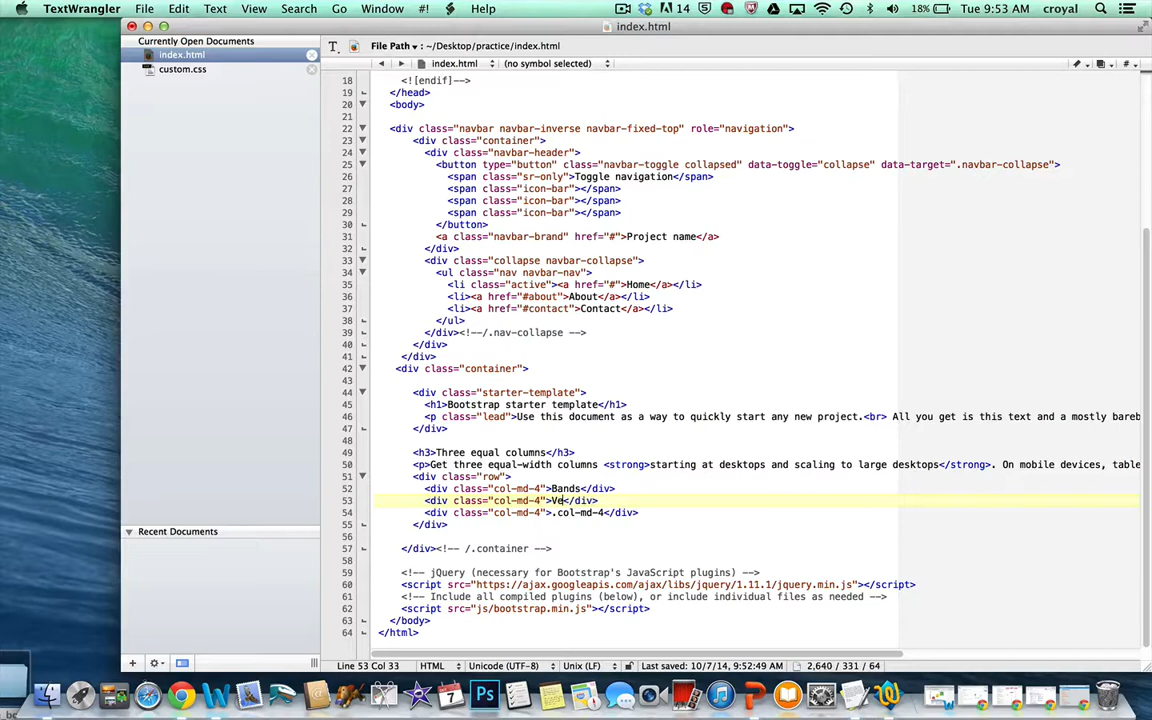 TextWrangler File Edit Text View Search Go Window #! Help 14 18% Tue 9:53 AM croyal
index.html
Currently Open Documents
index.html
custom.css
File Path : ~/Desktop/practice/index.html
index.html (no symbol selected)
18 <![endif]-->
19 </head>
20 <body>
21
22 <div class="navbar navbar-inverse navbar-fixed-top" role="navigation">
23 <div class="container">
24 <div class="navbar-header">
25 <button type="button" class="navbar-toggle collapsed" data-toggle="collapse" data-target=".navbar-collapse">
26 <span class="sr-only">Toggle navigation</span>
27 <span class="icon-bar"></span>
28 <span class="icon-bar"></span>
29 <span class="icon-bar"></span>
30 </button>
31 <a class="navbar-brand" href="#">Project name</a>
32 </div>
33 <div class="collapse navbar-collapse">
34 <ul class="nav navbar-nav">
35 <li class="active"><a href="#">Home</a></li>
36 <li><a href="#about">About</a></li>
37 <li><a href="#contact">Contact</a></li>
38 </ul>
39 </div><!--/.nav-collapse -->
40 </div>
41 </div>
42 <div class="container">
43
44 <div class="starter-template">
45 <h1>Bootstrap starter template</h1>
46 <p class="lead">Use this document as a way to quickly start any new project.<br> All you get is this text and a mostly bareb
47 </div>
48
49 <h3>Three equal columns</h3>
50 <p>Get three equal-width columns <strong>starting at desktops and scaling to large desktops</strong>. On mobile devices, table
51 <div class="row">
52 <div class="col-md-4">Bands</div>
53 <div class="col-md-4">Ve</div>
54 <div class="col-md-4">.col-md-4</div>
55 </div>
56
57 </div><!-- /.container -->
58
59 <!-- jQuery (necessary for Bootstrap's JavaScript plugins) -->
60 <script src="https://ajax.googleapis.com/ajax/libs/jquery/1.11.1/jquery.min.js"></script>
61 <!-- Include all compiled plugins (below), or include individual files as needed -->
62 <script src="js/bootstrap.min.js"></script>
63 </body>
64 </html>
Recent Documents
Line 53 Col 33 HTML Unicode (UTF-8) Unix (LF) Last saved: 10/7/14, 9:52:49 AM 2,640 / 331 / 64